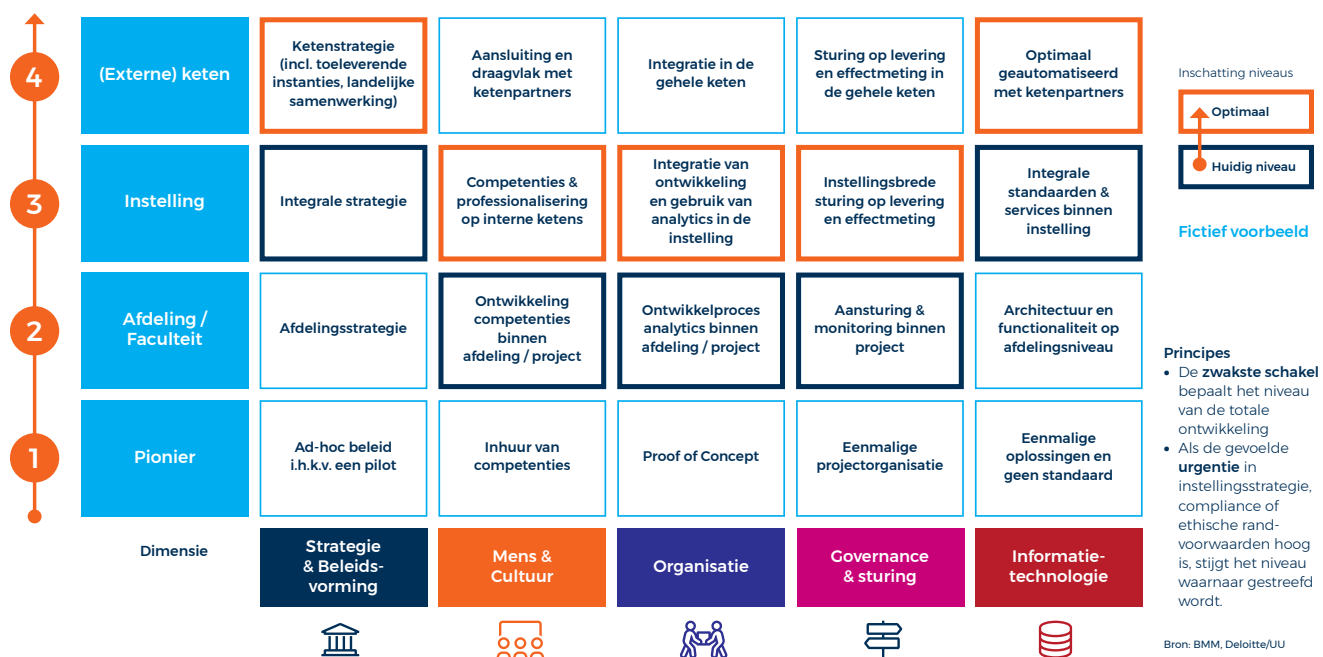 4
(Externe) keten
Ketenstrategie
(incl. toeleverende
instanties, landelijke
samenwerking)
Aansluiting en
draagvlak met
ketenpartners
Integratie in de
gehele keten
Sturing op levering
en effectmeting in
de gehele keten
Optimaal
geautomatiseerd
met ketenpartners
3
Instelling
Integrale strategie
Competenties &
professionalisering
op interne ketens
Integratie van
ontwikkeling
en gebruik van
analytics in de
instelling
Instellingsbrede
sturing op levering
en effectmeting
Integrale
standaarden &
services binnen
instelling
2
Afdeling /
Faculteit
Afdelingsstrategie
Ontwikkeling
competenties
binnen
afdeling / project
Ontwikkelproces
analytics binnen
afdeling / project
Aansturing &
monitoring binnen
project
Architectuur en
functionaliteit op
afdelingsniveau
1
Pionier
Ad-hoc beleid
i.h.k.v. een pilot
Inhuur van
competenties
Proof of Concept
Eenmalige
projectorganisatie
Eenmalige
oplossingen en
geen standaard
Dimensie
Strategie
& Beleids-
vorming
Mens &
Cultuur
Organisatie
Governance
& sturing
Informatie-
technologie
Inschatting niveaus
Optimaal
Huidig niveau
Fictief voorbeeld
Principes
• De zwakste schakel
bepaalt het niveau
van de totale
ontwikkeling
• Als de gevoelde
urgentie in
instellingsstrategie,
compliance of
ethische rand-
voorwaarden hoog
is, stijgt het niveau
waarnaar gestreefd
wordt.
Bron: BMM, Deloitte/UU